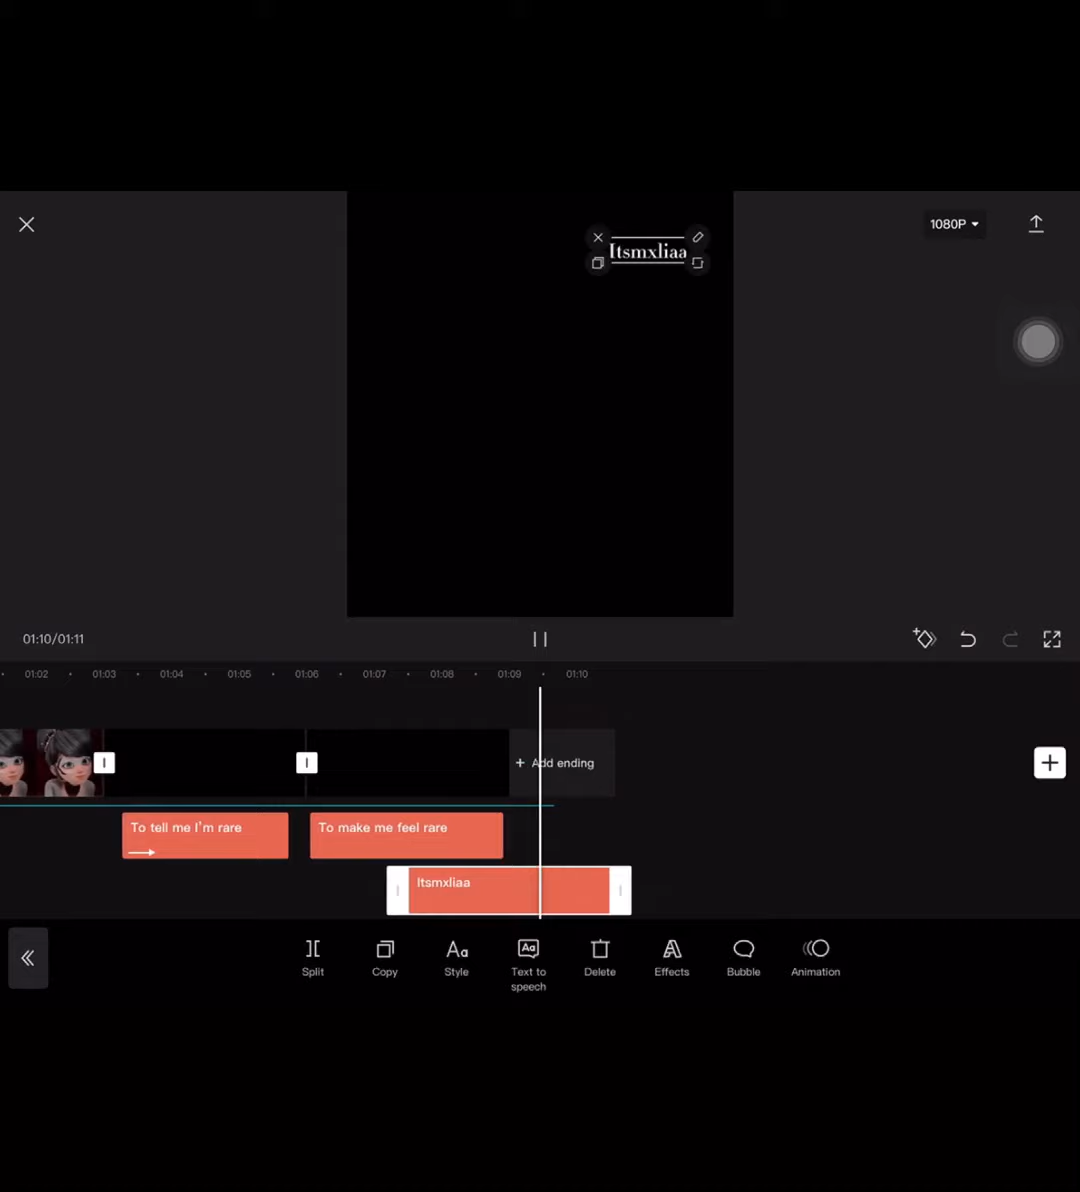 1080P
Itsmxliaa
01:10/01:11
01:02 01:03 01:04 01:05 01:06 01:07 01:08 01:09 01:10
+ Add ending
To tell me I'm rare
To make me feel rare
Itsmxliaa
Split
Copy
Aa
Style
Aa
Text to
speech
Delete
Effects
Bubble
Animation